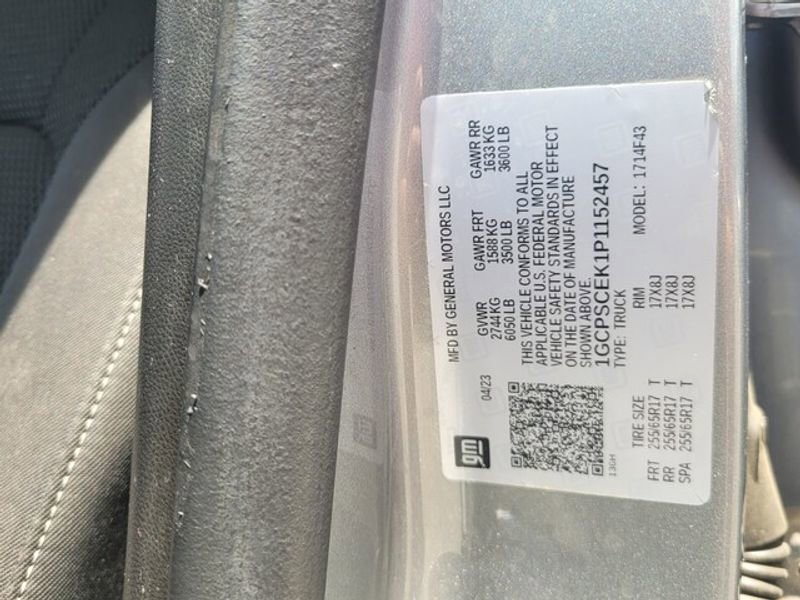 gm
MFD BY GENERAL MOTORS LLC
04/23
GVWR GAWR FRT GAWR RR
2744 KG 1588 KG 1633 KG
6050 LB 3500 LB 3600 LB
THIS VEHICLE CONFORMS TO ALL
APPLICABLE U.S. FEDERAL MOTOR
VEHICLE SAFETY STANDARDS IN EFFECT
ON THE DATE OF MANUFACTURE
SHOWN ABOVE.
1GCPSCEK1P1152457
TYPE: TRUCK
13GH
MODEL: 1714F43
TIRE SIZE RIM
FRT 255/65R17 T 17X8J
RR 255/65R17 T 17X8J
SPA 255/65R17 T 17X8J